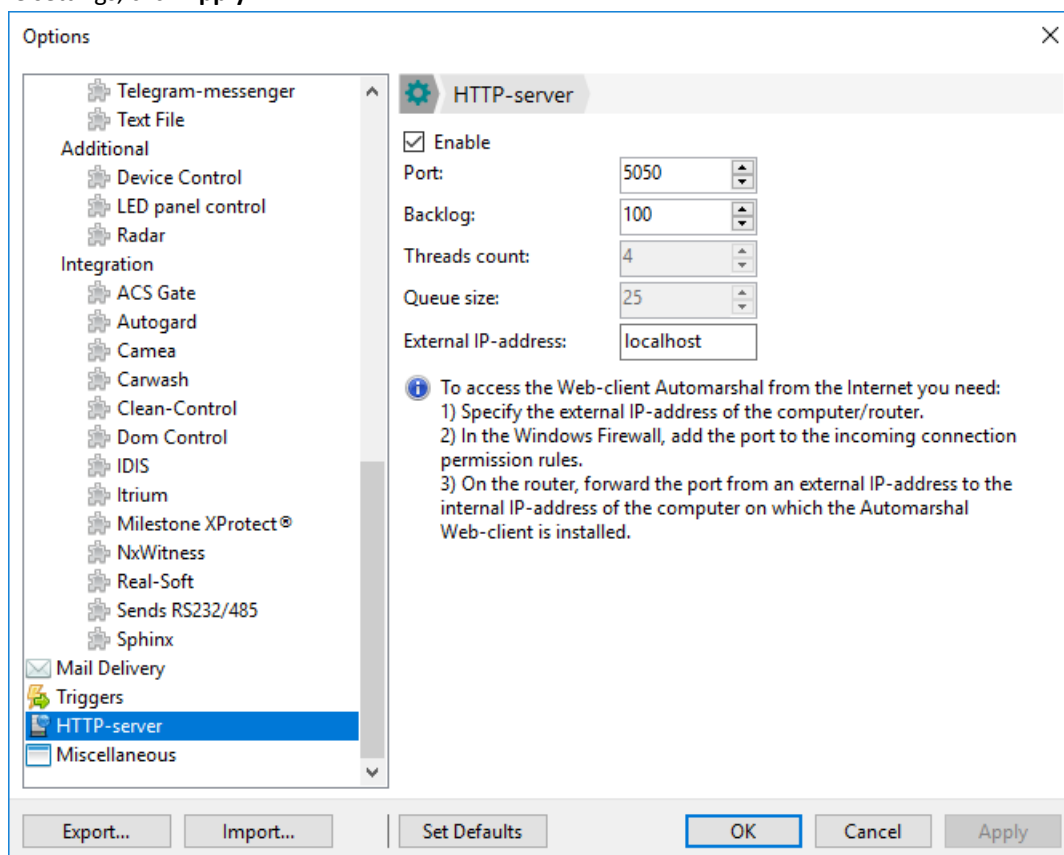 Options
Telegram-messenger
Text File
Additional
Device Control
LED panel control
Radar
Integration
ACS Gate
Autogard
Camea
Carwash
Clean-Control
Dom Control
IDIS
Itrium
Milestone XProtect®
NxWitness
Real-Soft
Sends RS232/485
Sphinx
Mail Delivery
Triggers
HTTP-server
Miscellaneous
HTTP-server
Enable
Port: 5050
Backlog: 100
Threads count: 4
Queue size: 25
External IP-address: localhost
To access the Web-client Automarshal from the Internet you need:
1) Specify the external IP-address of the computer/router.
2) In the Windows Firewall, add the port to the incoming connection
permission rules.
3) On the router, forward the port from an external IP-address to the
internal IP-address of the computer on which the Automarshal
Web-client is installed.
Export... Import... Set Defaults OK Cancel Apply